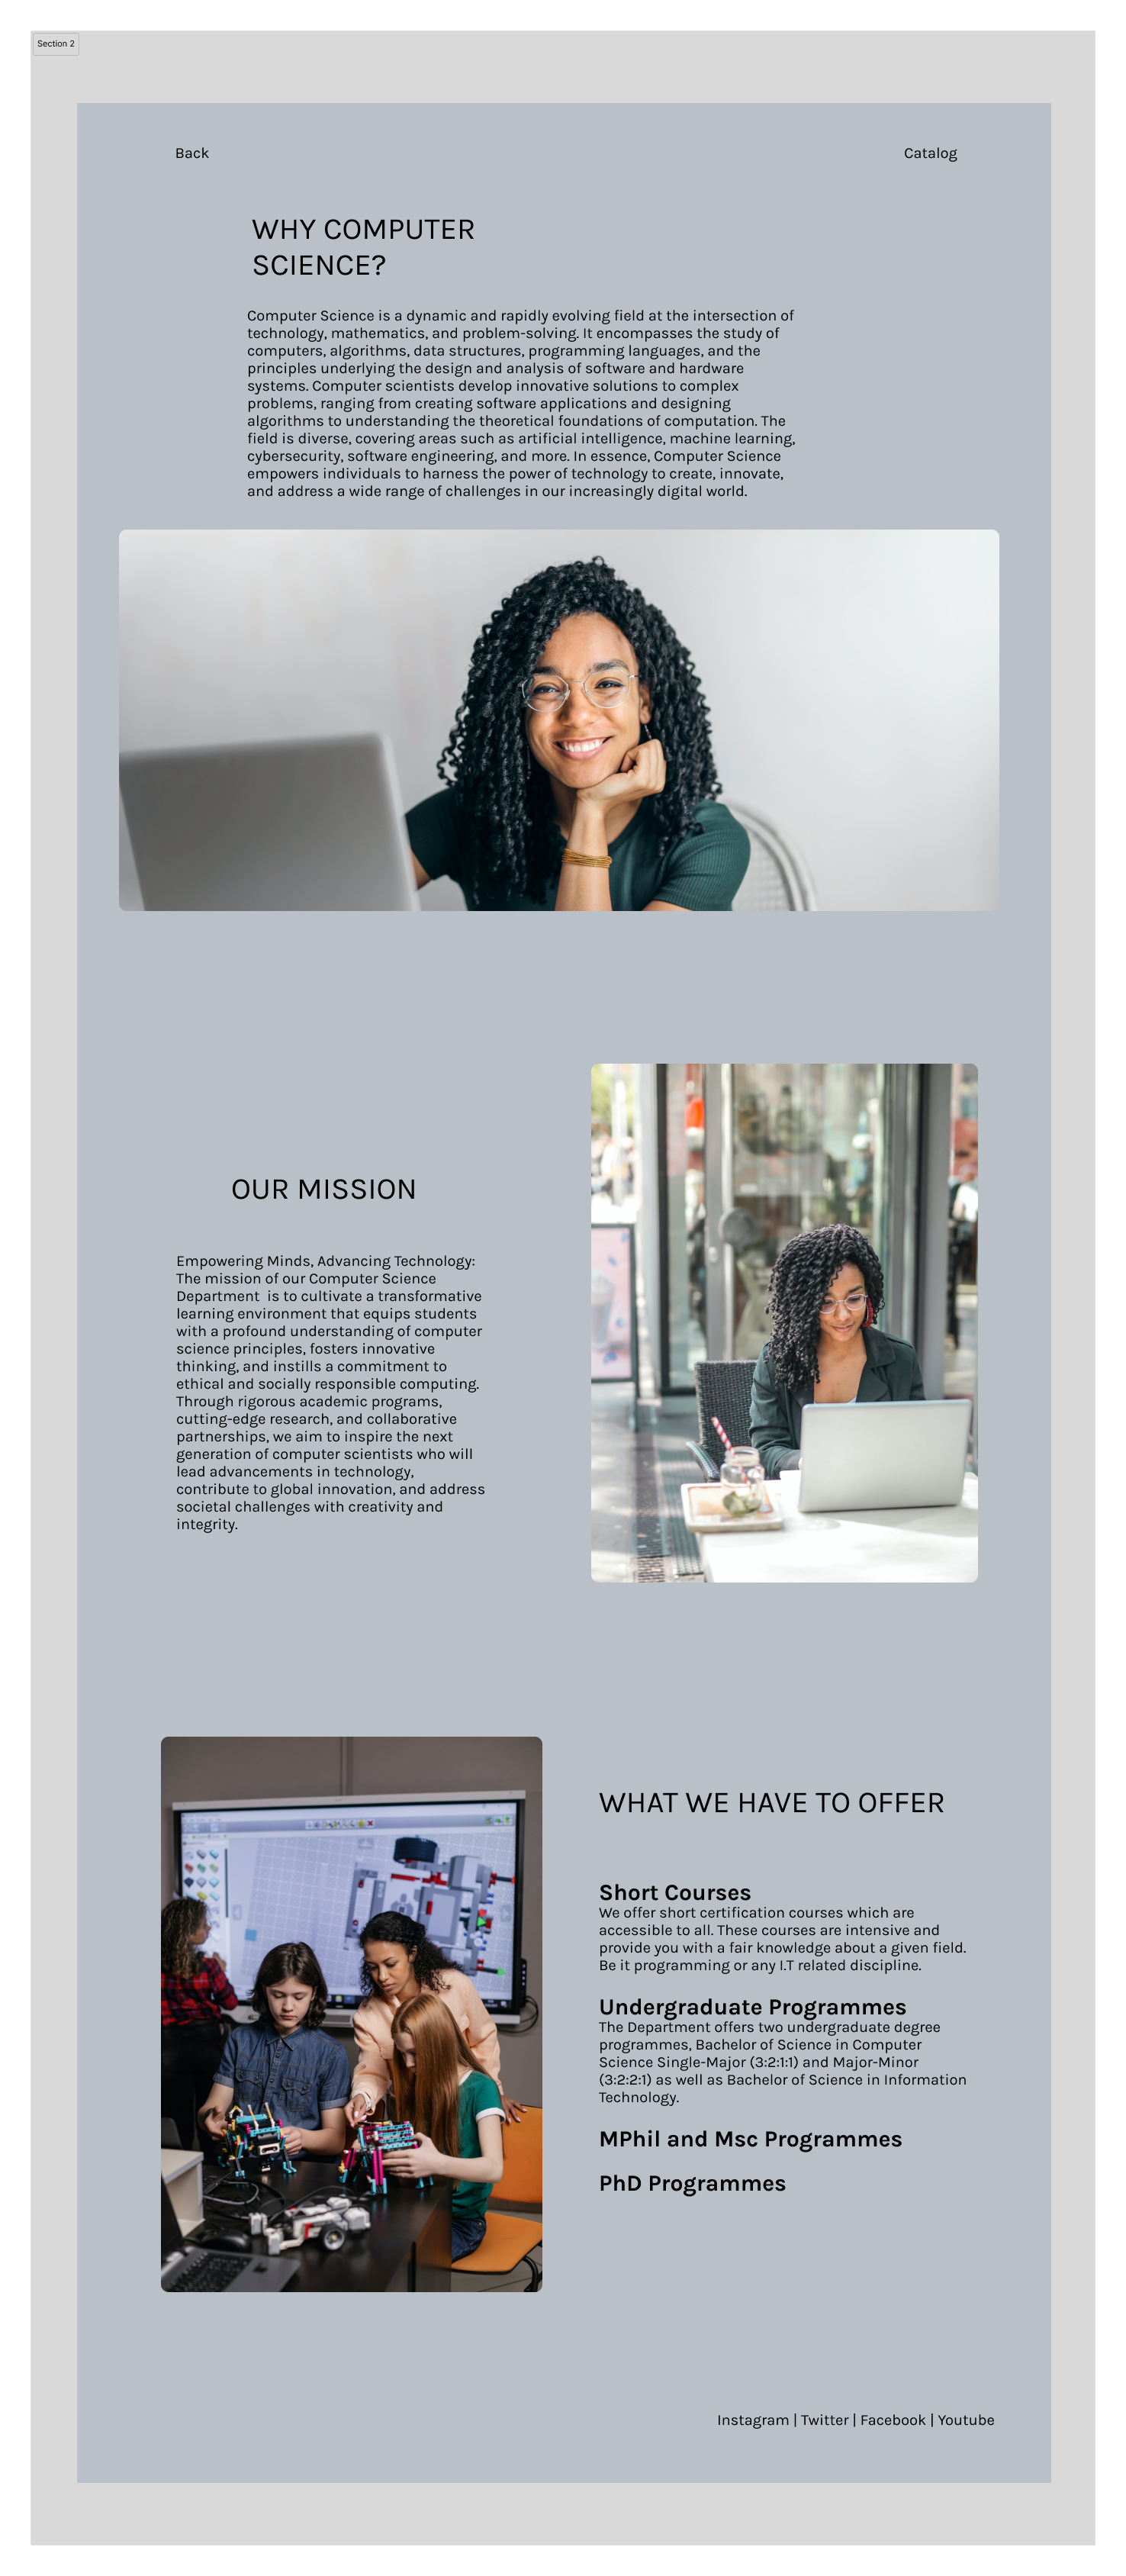 Section 2
Back
Catalog
WHY COMPUTER
SCIENCE?
Computer Science is a dynamic and rapidly evolving field at the intersection of
technology, mathematics, and problem-solving. It encompasses the study of
computers, algorithms, data structures, programming languages, and the
principles underlying the design and analysis of software and hardware
systems. Computer scientists develop innovative solutions to complex
problems, ranging from creating software applications and designing
algorithms to understanding the theoretical foundations of computation. The
field is diverse, covering areas such as artificial intelligence, machine learning,
cybersecurity, software engineering, and more. In essence, Computer Science
empowers individuals to harness the power of technology to create, innovate,
and address a wide range of challenges in our increasingly digital world.
OUR MISSION
Empowering Minds, Advancing Technology:
The mission of our Computer Science
Department  is to cultivate a transformative
learning environment that equips students
with a profound understanding of computer
science principles, fosters innovative
thinking, and instills a commitment to
ethical and socially responsible computing.
Through rigorous academic programs,
cutting-edge research, and collaborative
partnerships, we aim to inspire the next
generation of computer scientists who will
lead advancements in technology,
contribute to global innovation, and address
societal challenges with creativity and
integrity.
WHAT WE HAVE TO OFFER
Short Courses
We offer short certification courses which are
accessible to all. These courses are intensive and
provide you with a fair knowledge about a given field.
Be it programming or any I.T related discipline.
Undergraduate Programmes
The Department offers two undergraduate degree
programmes, Bachelor of Science in Computer
Science Single-Major (3:2:1:1) and Major-Minor
(3:2:2:1) as well as Bachelor of Science in Information
Technology.
MPhil and Msc Programmes
PhD Programmes
Instagram | Twitter | Facebook | Youtube